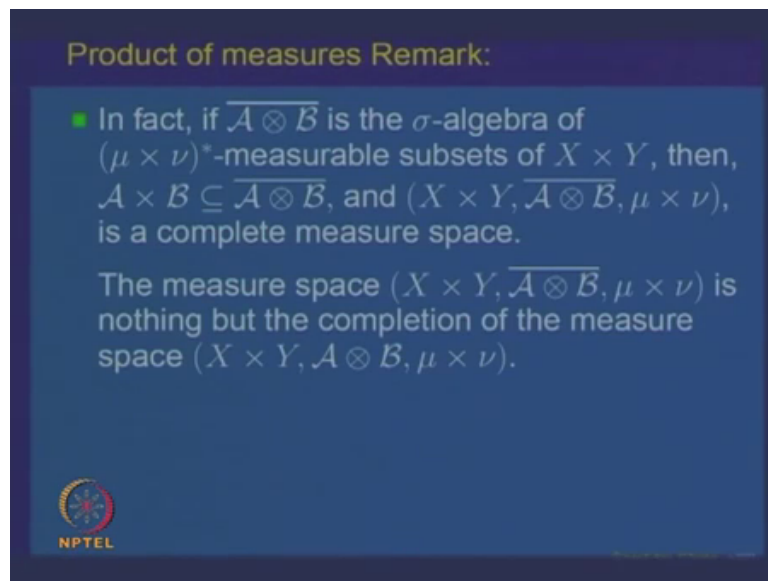 Product of measures Remark:
In fact, if $\overline{\mathcal{A} \otimes \mathcal{B}}$ is the σ-algebra of
$(\mu \times \nu)^*$-measurable subsets of $X \times Y$, then,
$\mathcal{A} \times \mathcal{B} \subseteq \overline{\mathcal{A} \otimes \mathcal{B}}$, and $(X \times Y, \overline{\mathcal{A} \otimes \mathcal{B}}, \mu \times \nu)$,
is a complete measure space.
The measure space $(X \times Y, \overline{\mathcal{A} \otimes \mathcal{B}}, \mu \times \nu)$ is
nothing but the completion of the measure
space $(X \times Y, \mathcal{A} \otimes \mathcal{B}, \mu \times \nu)$.
NPTEL